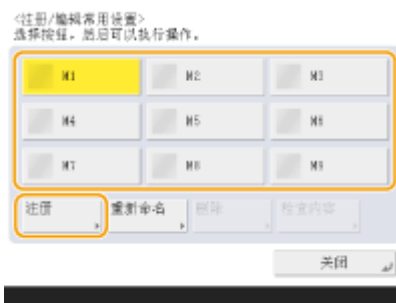 <注册/编辑常用设置>
选择按钮，然后可以执行操作。
M1 M2 M3
M4 M5 M6
M7 M8 M9
注册 重新命名 删除 检查内容
关闭